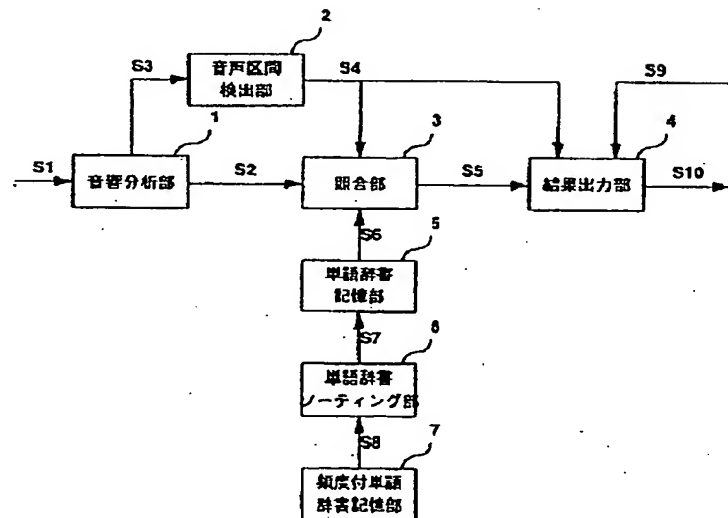 2
S3
音声区間
検出部
S4
S9
1
3
4
S1
音響分析部
S2
照合部
S5
結果出力部
S10
S6
5
単語辞書
記憶部
S7
6
単語辞書
ソーティング部
S8
7
頻度付単語
辞書記憶部